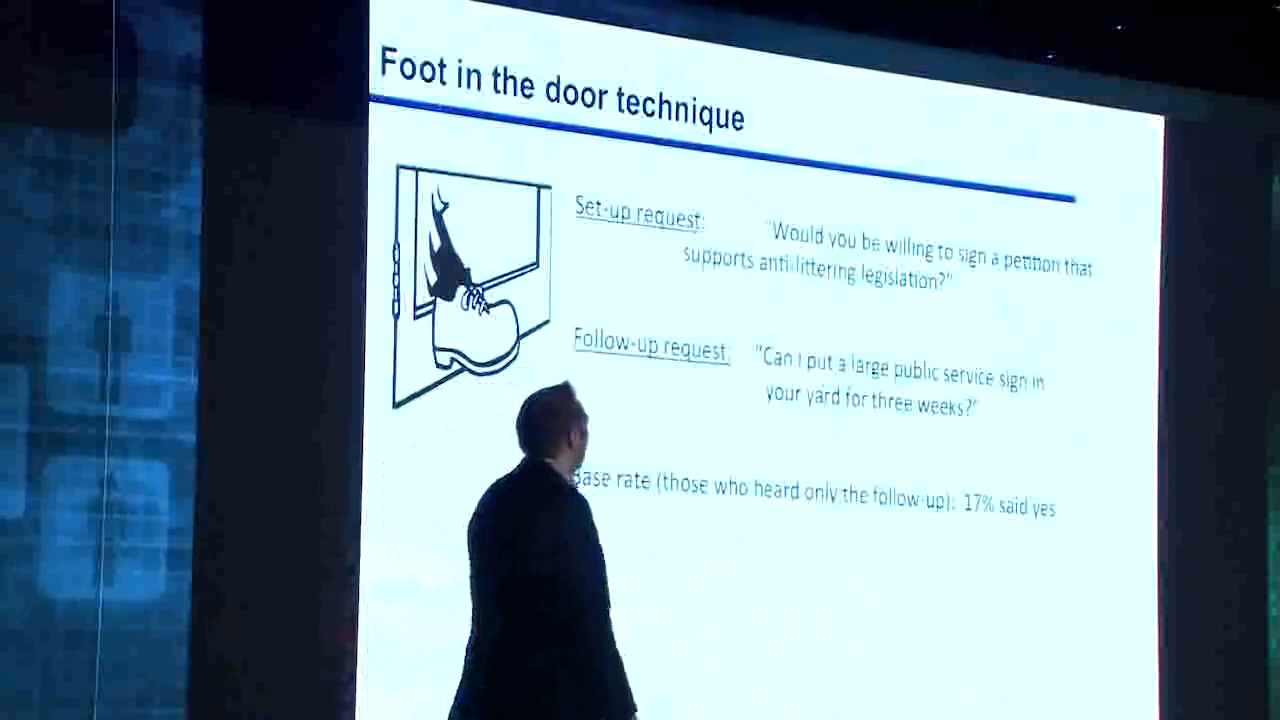 Foot in the door technique
Set-up request: "Would you be willing to sign a petition that
supports anti-littering legislation?"
Follow-up request: "Can I put a large public service sign in
your yard for three weeks?"
Base rate (those who heard only the follow-up): 17% said yes